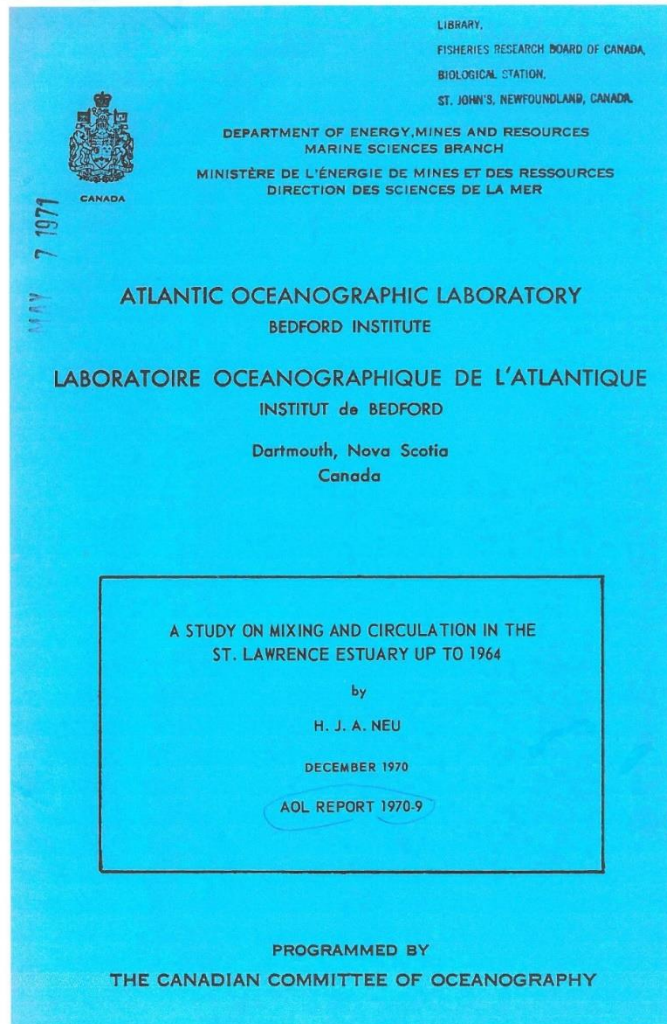 LIBRARY,
FISHERIES RESEARCH BOARD OF CANADA,
BIOLOGICAL STATION,
ST. JOHN'S, NEWFOUNDLAND, CANADA.
CANADA
DEPARTMENT OF ENERGY,MINES AND RESOURCES
MARINE SCIENCES BRANCH
MINISTÈRE DE L'ÉNERGIE DE MINES ET DES RESSOURCES
DIRECTION DES SCIENCES DE LA MER
MAY 7 1971
ATLANTIC OCEANOGRAPHIC LABORATORY
BEDFORD INSTITUTE
LABORATOIRE OCEANOGRAPHIQUE DE L'ATLANTIQUE
INSTITUT de BEDFORD
Dartmouth, Nova Scotia
Canada
A STUDY ON MIXING AND CIRCULATION IN THE
ST. LAWRENCE ESTUARY UP TO 1964
by
H. J. A. NEU
DECEMBER 1970
AOL REPORT 1970-9
PROGRAMMED BY
THE CANADIAN COMMITTEE OF OCEANOGRAPHY